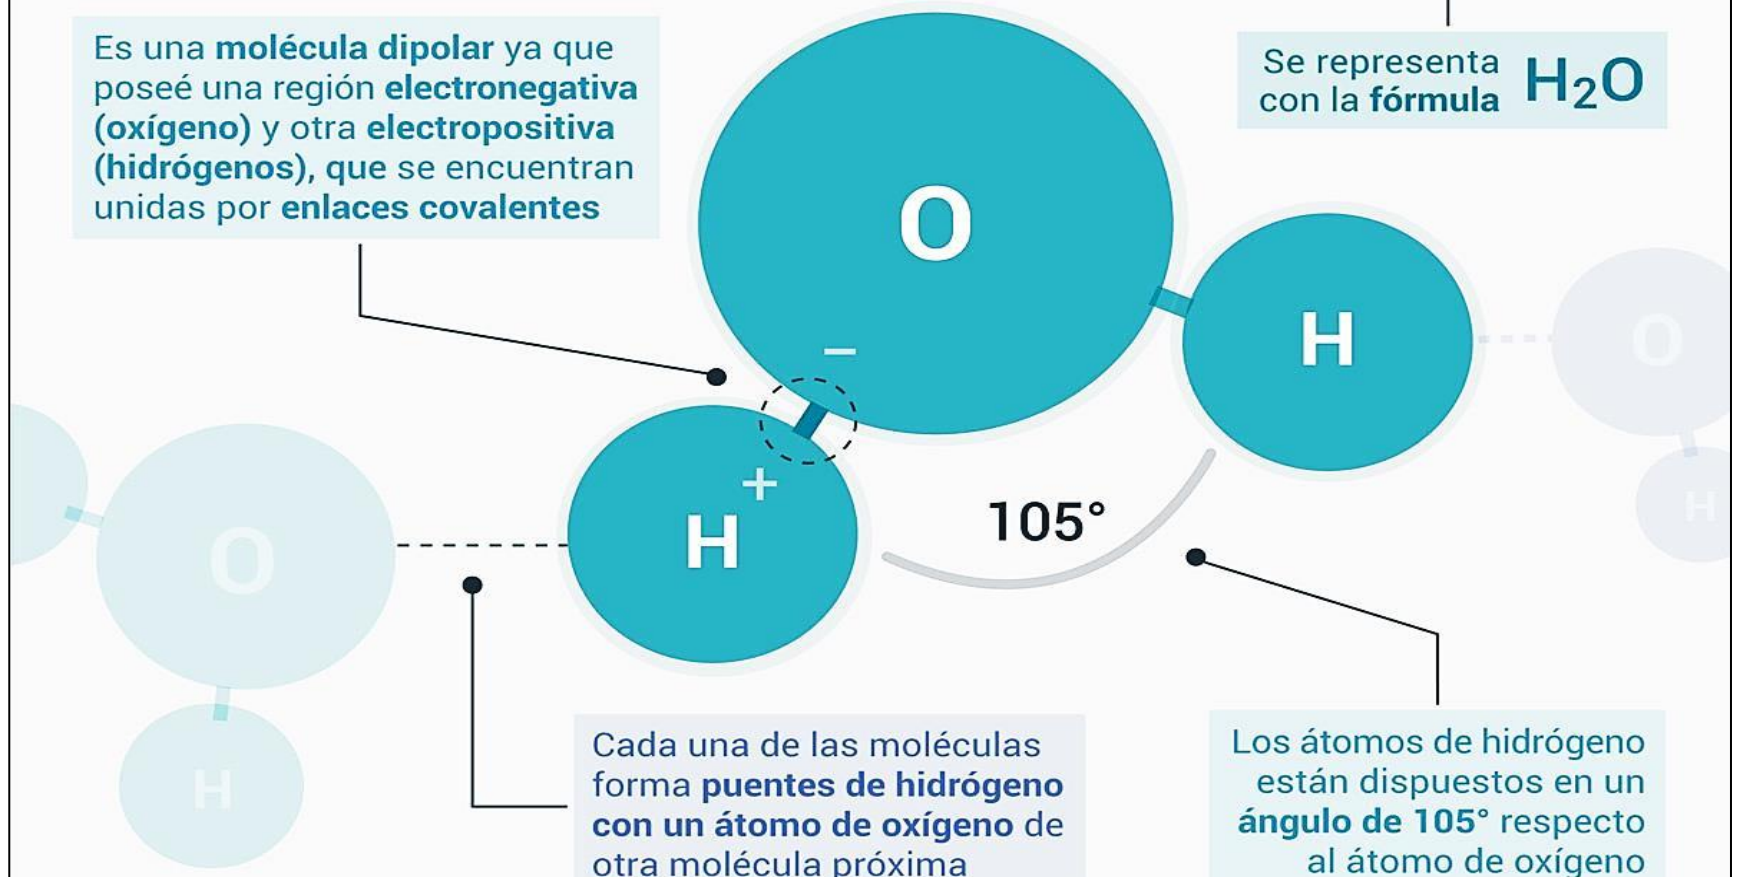 Es una molécula dipolar ya que
poseé una región electronegativa
(oxígeno) y otra electropositiva
(hidrógenos), que se encuentran
unidas por enlaces covalentes
Se representa
con la fórmula
H₂O
O
H
O
−
H
+
H
105°
O
H
Cada una de las moléculas
forma puentes de hidrógeno
con un átomo de oxígeno de
otra molécula próxima
Los átomos de hidrógeno
están dispuestos en un
ángulo de 105° respecto
al átomo de oxígeno